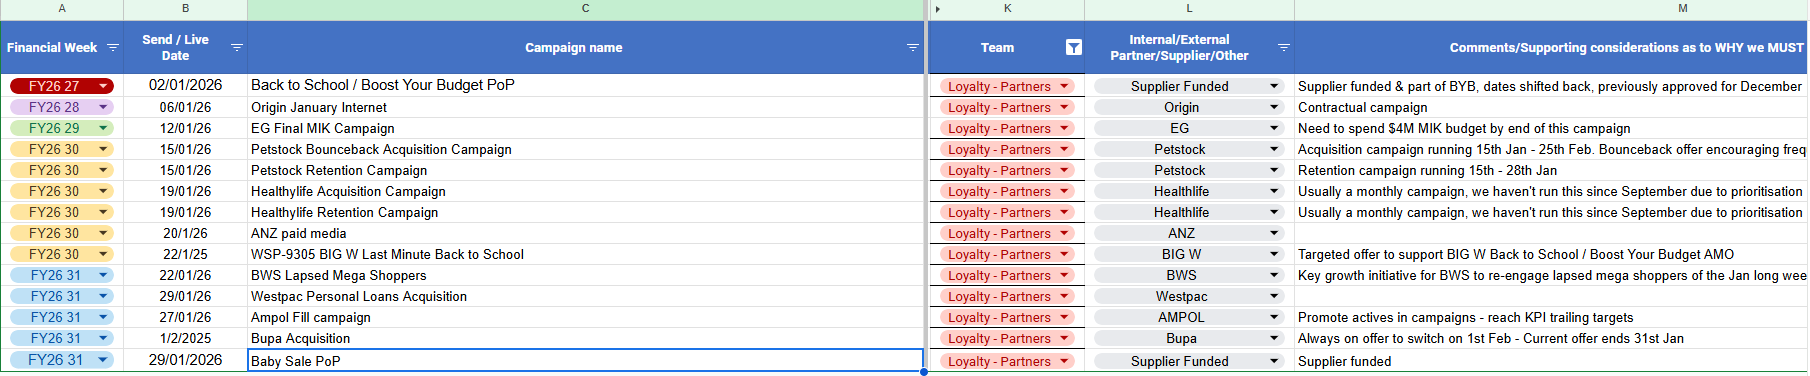 A B C K L M
Financial Week Send / Live Date Campaign name Team Internal/External Partner/Supplier/Other Comments/Supporting considerations as to WHY we MUST
FY26 27 02/01/2026 Back to School / Boost Your Budget PoP Loyalty - Partners Supplier Funded Supplier funded & part of BYB, dates shifted back, previously approved for December
FY26 28 06/01/26 Origin January Internet Loyalty - Partners Origin Contractual campaign
FY26 29 12/01/26 EG Final MIK Campaign Loyalty - Partners EG Need to spend $4M MIK budget by end of this campaign
FY26 30 15/01/26 Petstock Bounceback Acquisition Campaign Loyalty - Partners Petstock Acquisition campaign running 15th Jan - 25th Feb. Bounceback offer encouraging freq
FY26 30 15/01/26 Petstock Retention Campaign Loyalty - Partners Petstock Retention campaign running 15th - 28th Jan
FY26 30 19/01/26 Healthylife Acquisition Campaign Loyalty - Partners Healthlife Usually a monthly campaign, we haven't run this since September due to prioritisation
FY26 30 19/01/26 Healthylife Retention Campaign Loyalty - Partners Healthlife Usually a monthly campaign, we haven't run this since September due to prioritisation
FY26 30 20/1/26 ANZ paid media Loyalty - Partners ANZ
FY26 30 22/1/25 WSP-9305 BIG W Last Minute Back to School Loyalty - Partners BIG W Targeted offer to support BIG W Back to School / Boost Your Budget AMO
FY26 31 22/01/26 BWS Lapsed Mega Shoppers Loyalty - Partners BWS Key growth initiative for BWS to re-engage lapsed mega shoppers of the Jan long wee
FY26 31 29/01/26 Westpac Personal Loans Acquisition Loyalty - Partners Westpac
FY26 31 27/01/26 Ampol Fill campaign Loyalty - Partners AMPOL Promote actives in campaigns - reach KPI trailing targets
FY26 31 1/2/2025 Bupa Acquisition Loyalty - Partners Bupa Always on offer to switch on 1st Feb - Current offer ends 31st Jan
FY26 31 29/01/2026 Baby Sale PoP Loyalty - Partners Supplier Funded Supplier funded